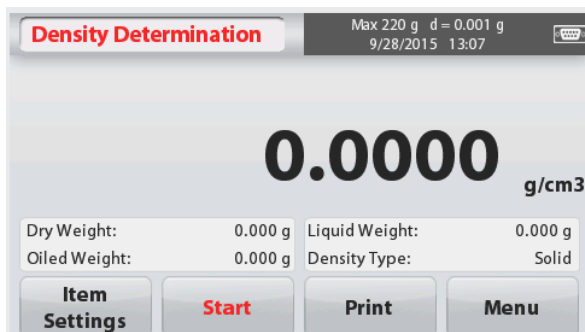 Density Determination
Max 220 g  d = 0.001 g
9/28/2015  13:07
0.0000
g/cm3
Dry Weight: 0.000 g
Liquid Weight: 0.000 g
Oiled Weight: 0.000 g
Density Type: Solid
Item
Settings
Start
Print
Menu